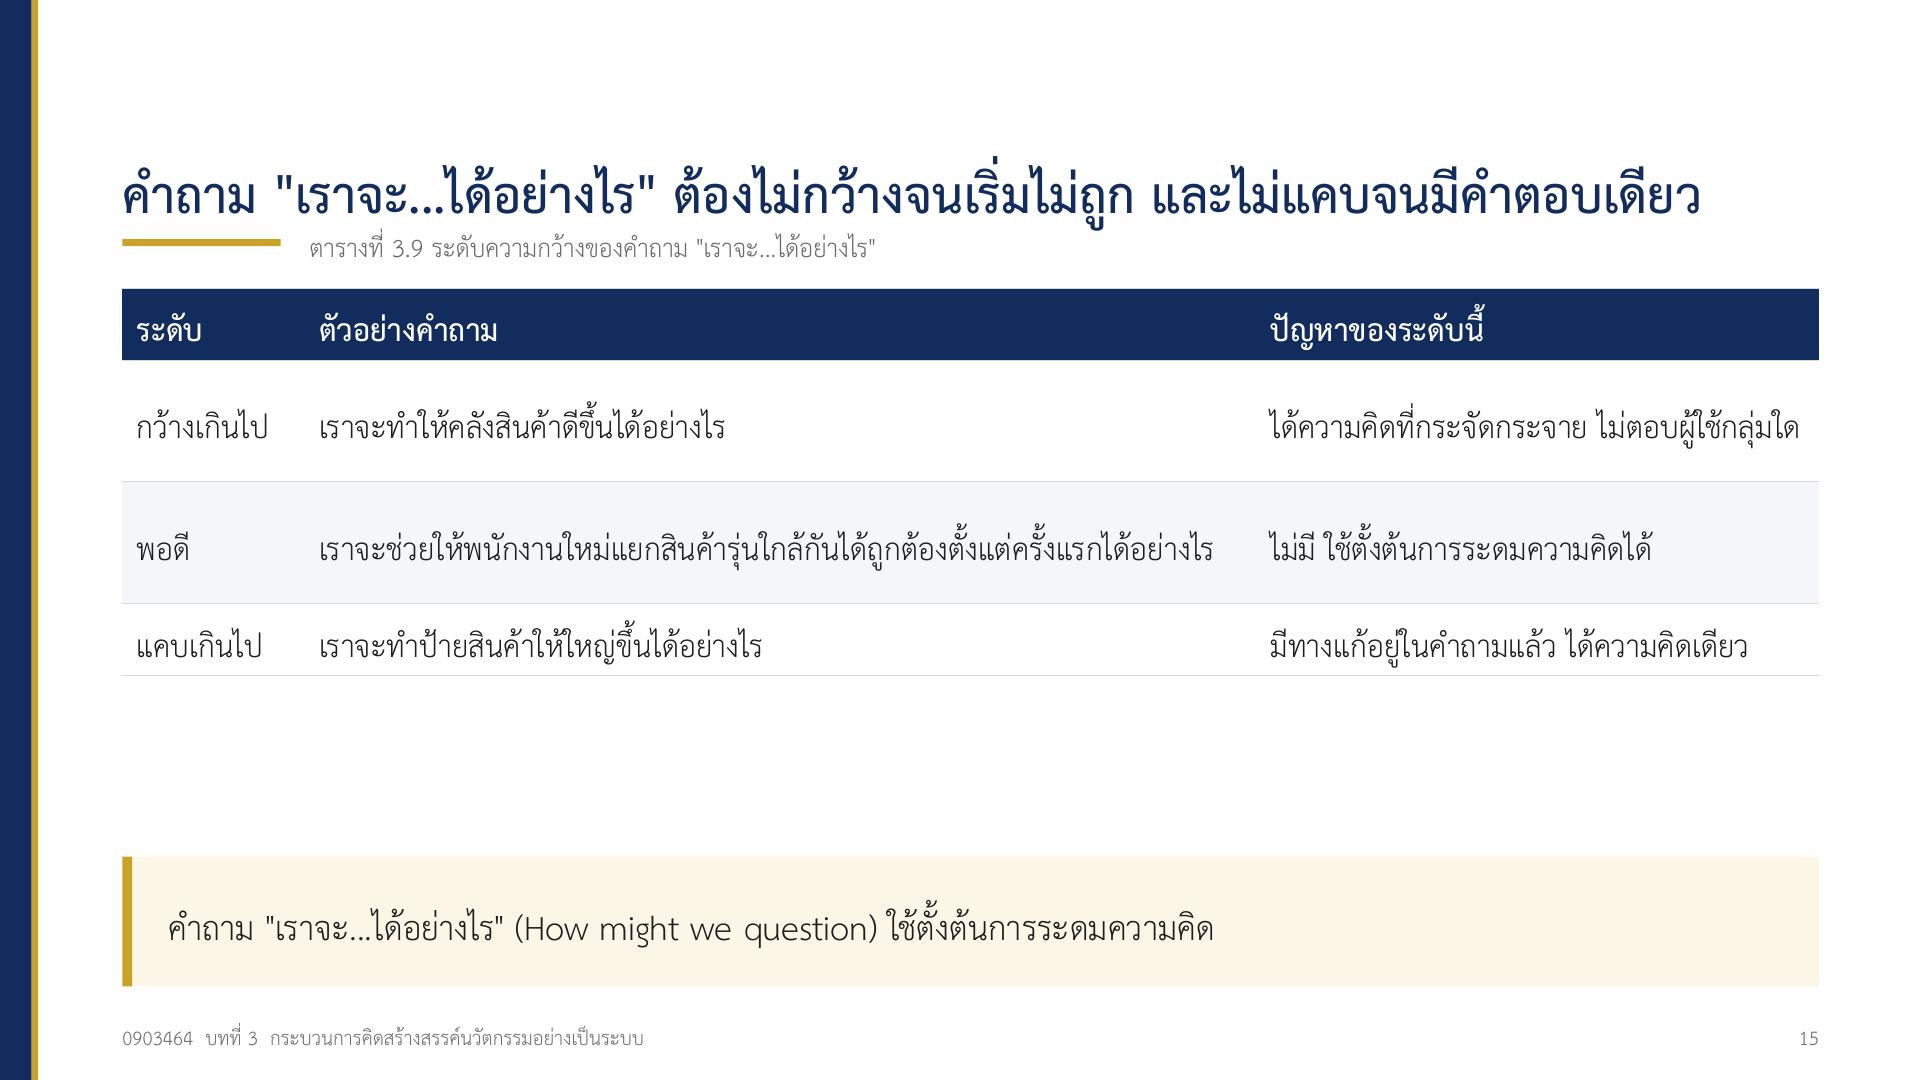 คำถาม "เราจะ...ได้อย่างไร" ต้องไม่กว้างจนเริ่มไม่ถูก และไม่แคบจนมีคำตอบเดียว
ตารางที่ 3.9 ระดับความกว้างของคำถาม "เราจะ...ได้อย่างไร"
ระดับ ตัวอย่างคำถาม ปัญหาของระดับนี้
กว้างเกินไป เราจะทำให้คลังสินค้าดีขึ้นได้อย่างไร ได้ความคิดที่กระจัดกระจาย ไม่ตอบผู้ใช้กลุ่มใด
พอดี เราจะช่วยให้พนักงานใหม่แยกสินค้ารุ่นใกล้กันได้ถูกต้องตั้งแต่ครั้งแรกได้อย่างไร ไม่มี ใช้ตั้งต้นการระดมความคิดได้
แคบเกินไป เราจะทำป้ายสินค้าให้ใหญ่ขึ้นได้อย่างไร มีทางแก้อยู่ในคำถามแล้ว ได้ความคิดเดียว
คำถาม "เราจะ...ได้อย่างไร" (How might we question) ใช้ตั้งต้นการระดมความคิด
0903464 บทที่ 3 กระบวนการคิดสร้างสรรค์นวัตกรรมอย่างเป็นระบบ 15